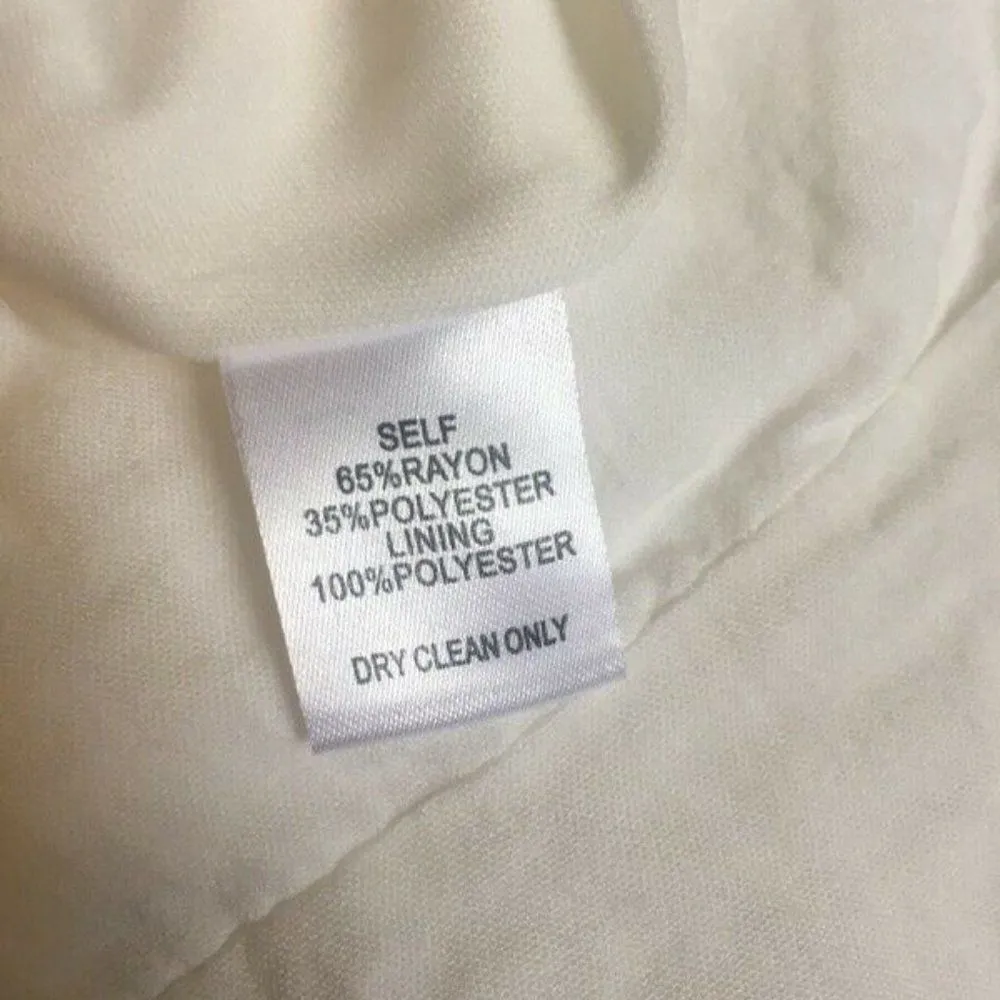 SELF
65%RAYON
35%POLYESTER
LINING
100%POLYESTER
DRY CLEAN ONLY